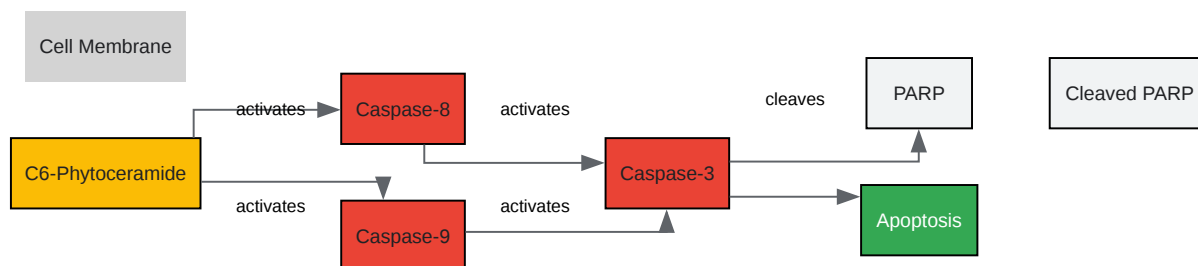 Cell Membrane
C6-Phytoceramide
activates
activates
Caspase-8
Caspase-9
activates
activates
Caspase-3
cleaves
PARP
Apoptosis
Cleaved PARP